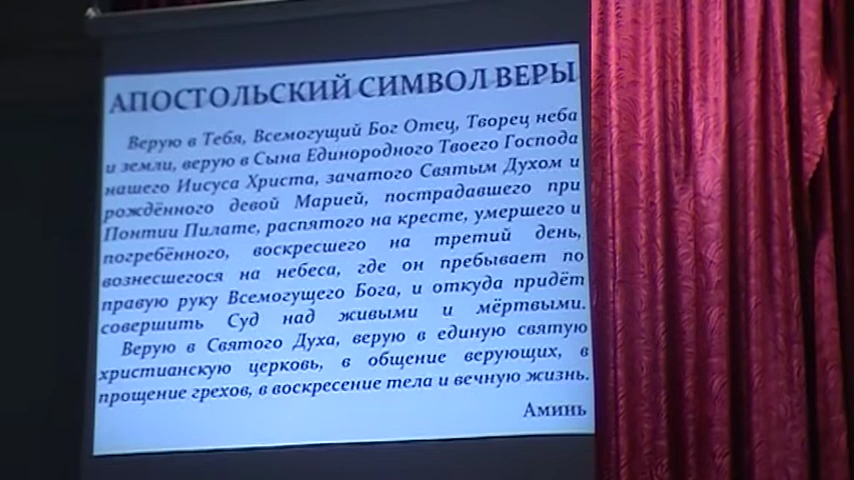 АПОСТОЛЬСКИЙ СИМВОЛ ВЕРЫ
Верую в Тебя, Всемогущий Бог Отец, Творец неба
и земли, верую в Сына Единородного Твоего Господа
нашего Иисуса Христа, зачатого Святым Духом и
рождённого девой Марией, пострадавшего при
Понтии Пилате, распятого на кресте, умершего и
погребённого, воскресшего на третий день,
вознесшегося на небеса, где он пребывает по
правую руку Всемогущего Бога, и откуда придёт
совершить Суд над живыми и мёртвыми.
Верую в Святого Духа, верую в единую святую
христианскую церковь, в общение верующих, в
прощение грехов, в воскресение тела и вечную жизнь.
Аминь